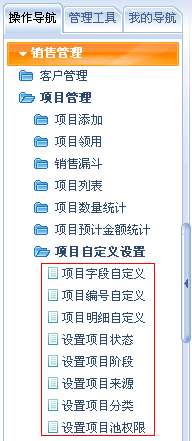 操作导航 管理工具 我的导航
销售管理
客户管理
项目管理
项目添加
项目领用
销售漏斗
项目列表
项目数量统计
项目预计金额统计
项目自定义设置
项目字段自定义
项目编号自定义
项目明细自定义
设置项目状态
设置项目阶段
设置项目来源
设置项目分类
设置项目池权限